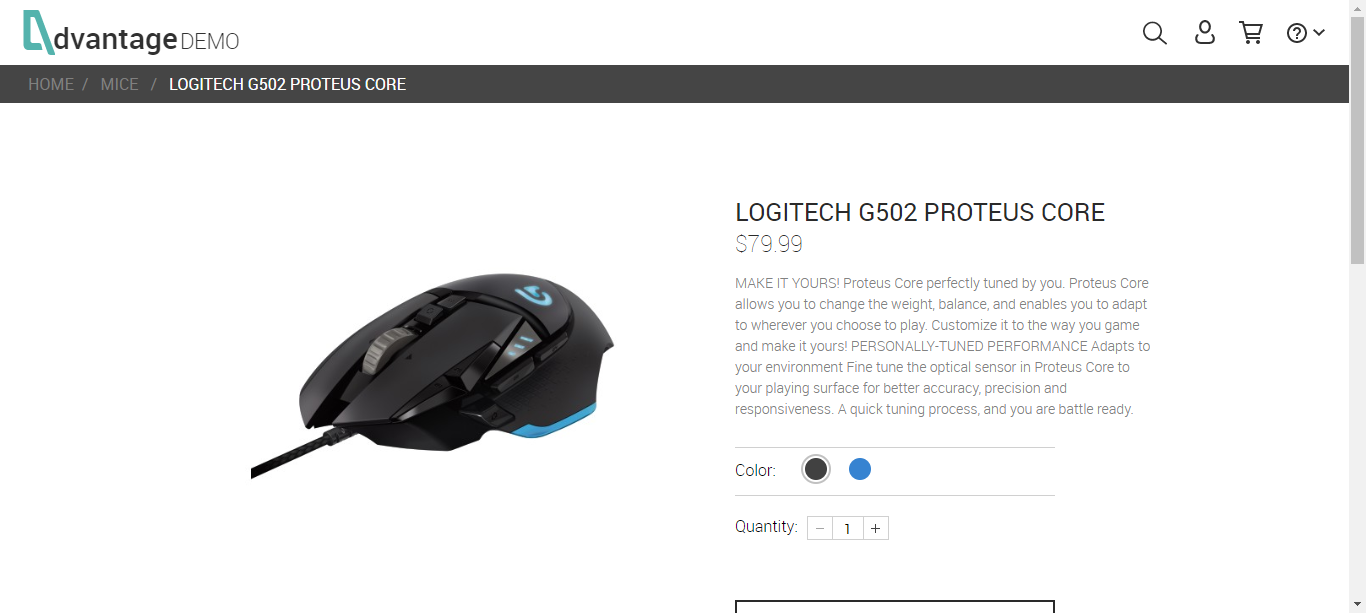 dvantage DEMO
HOME / MICE / LOGITECH G502 PROTEUS CORE
LOGITECH G502 PROTEUS CORE
$79.99
MAKE IT YOURS! Proteus Core perfectly tuned by you. Proteus Core
allows you to change the weight, balance, and enables you to adapt
to wherever you choose to play. Customize it to the way you game
and make it yours! PERSONALLY-TUNED PERFORMANCE Adapts to
your environment Fine tune the optical sensor in Proteus Core to
your playing surface for better accuracy, precision and
responsiveness. A quick tuning process, and you are battle ready.
Color:
Quantity: − 1 +